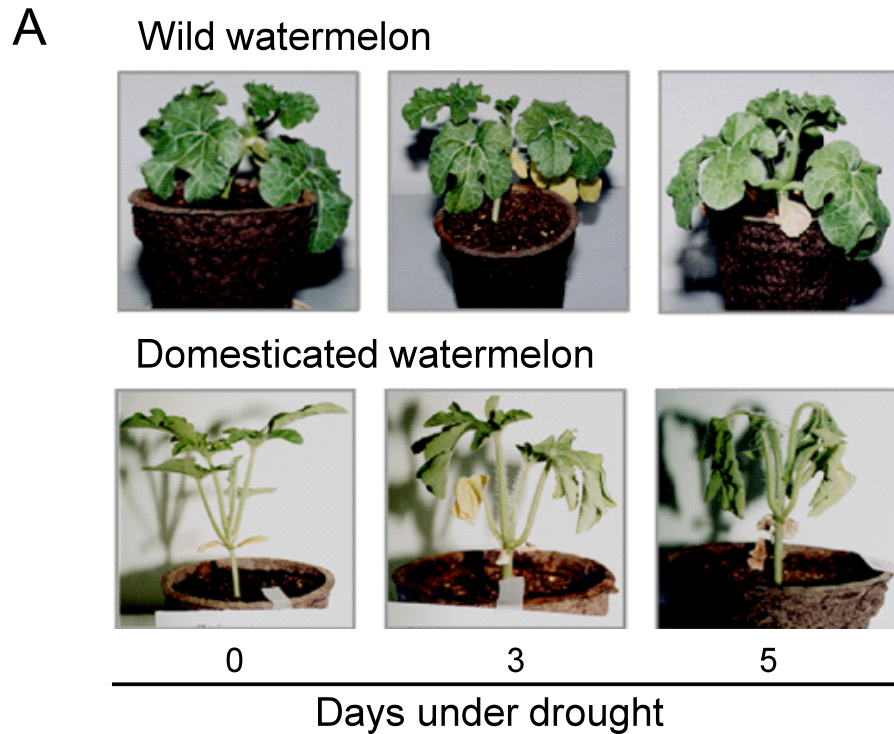 A
Wild watermelon
Domesticated watermelon
0 3 5
Days under drought